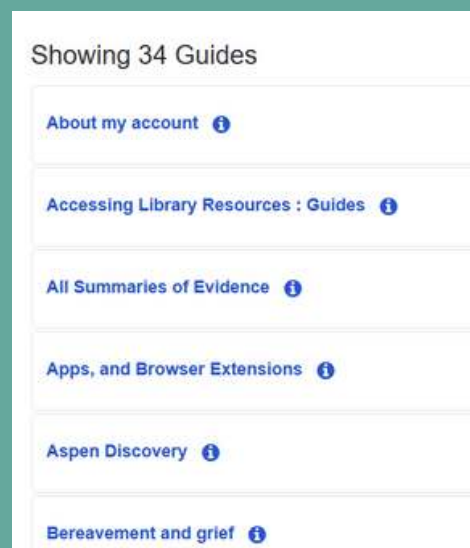 Showing 34 Guides
About my account
Accessing Library Resources : Guides
All Summaries of Evidence
Apps, and Browser Extensions
Aspen Discovery
Bereavement and grief